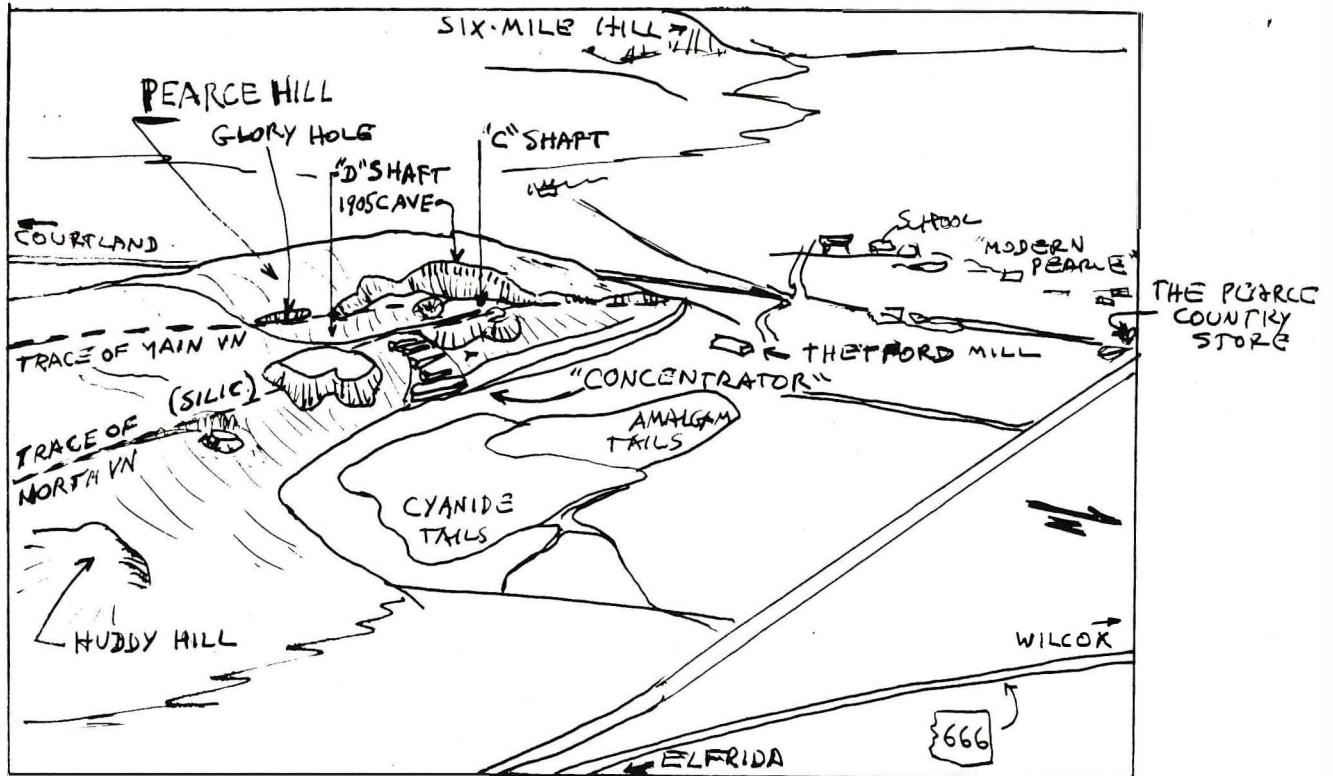 SIX-MILE HILL
PEARCE HILL
GLORY HOLE
"C" SHAFT
"D" SHAFT
1905 CAVE
COURTLAND
SCHOOL
"MODERN
PEARCE"
THE PEARCE
COUNTRY
STORE
TRACE OF MAIN VN
THETFORD MILL
"CONCENTRATOR"
(SILIC.)
AMALGAM
TAILS
TRACE OF
NORTH VN
CYANIDE
TAILS
N
HUDDY HILL
WILCOX
666
ELFRIDA